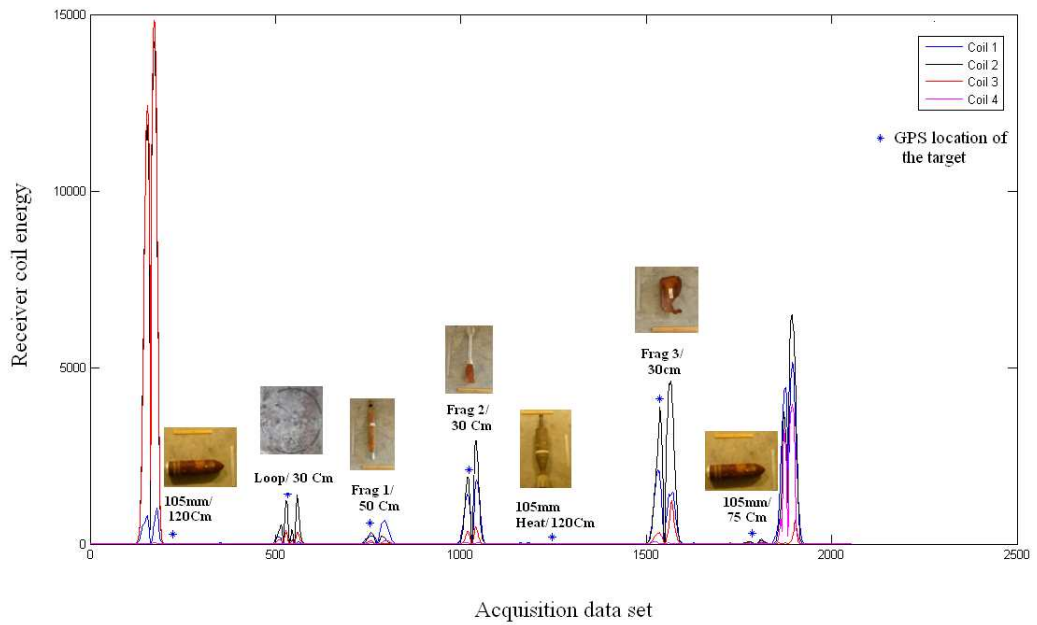 15000
10000
5000
0
0
500
1000
1500
2000
2500
Receiver coil energy
Acquisition data set
Coil 1
Coil 2
Coil 3
Coil 4
* GPS location of
the target
105mm/
120Cm
Loop/ 30 Cm
Frag 1/
50 Cm
Frag 2/
30 Cm
105mm
Heat/120Cm
Frag 3/
30cm
105mm/
75 Cm